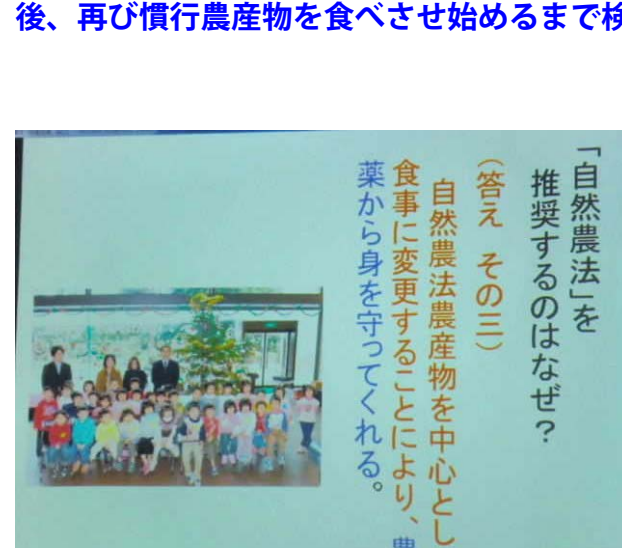 後、再び慣行農産物を食べさせ始めるまで検
「自然農法」を
推奨するのはなぜ？
（答え　その三）
自然農法農産物を中心とし
食事に変更することにより、農
薬から身を守ってくれる。